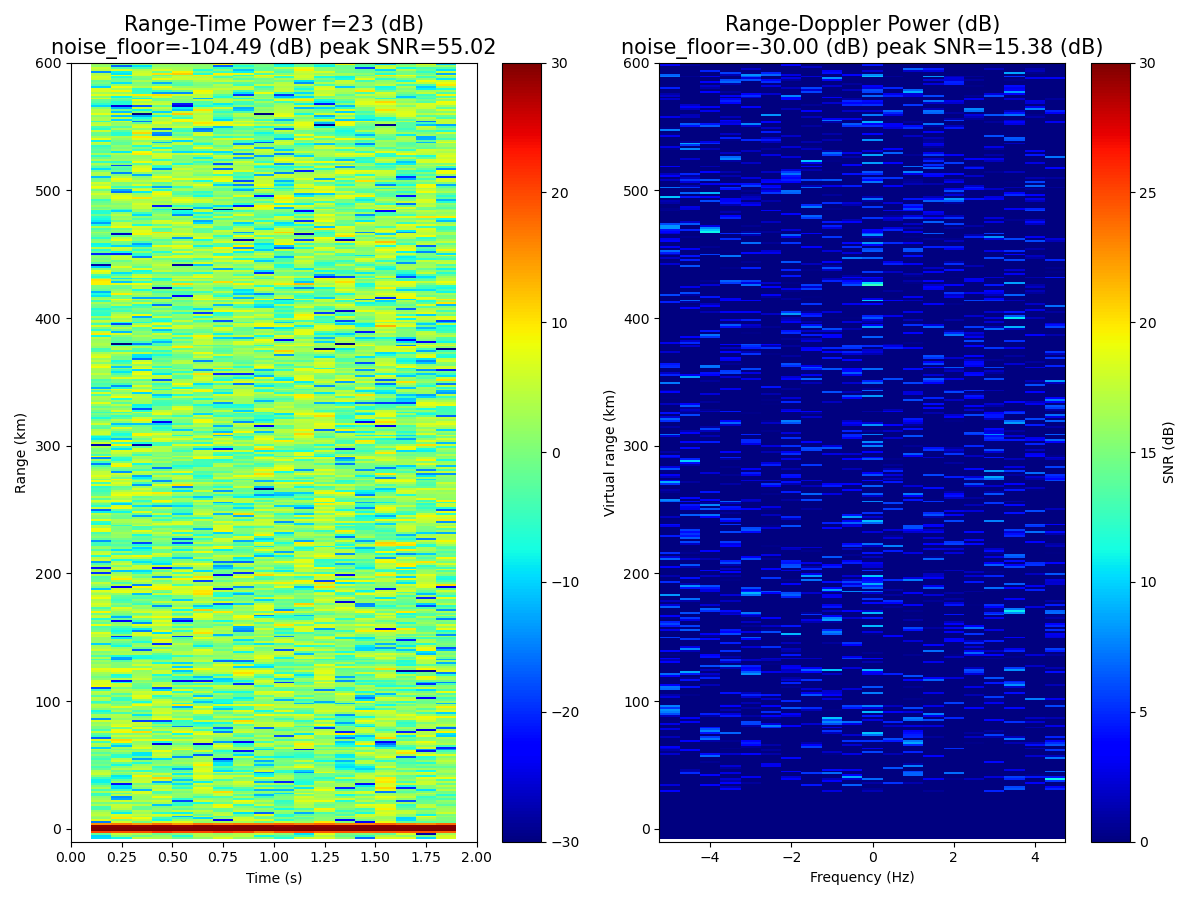 Range-Time Power f=23 (dB)
noise_floor=-104.49 (dB) peak SNR=55.02
Range (km)
600
500
400
300
200
100
0
0.00 0.25 0.50 0.75 1.00 1.25 1.50 1.75 2.00
Time (s)
30
20
10
0
−10
−20
−30
Range-Doppler Power (dB)
noise_floor=-30.00 (dB) peak SNR=15.38 (dB)
Virtual range (km)
600
500
400
300
200
100
0
−4 −2 0 2 4
Frequency (Hz)
30
25
20
15
10
5
0
SNR (dB)